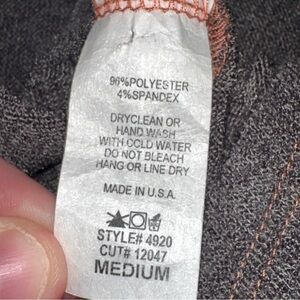 96%POLYESTER
4%SPANDEX
DRYCLEAN OR
HAND WASH
WITH COLD WATER
DO NOT BLEACH
HANG OR LINE DRY
MADE IN U.S.A.
STYLE# 4920
CUT# 12047
MEDIUM